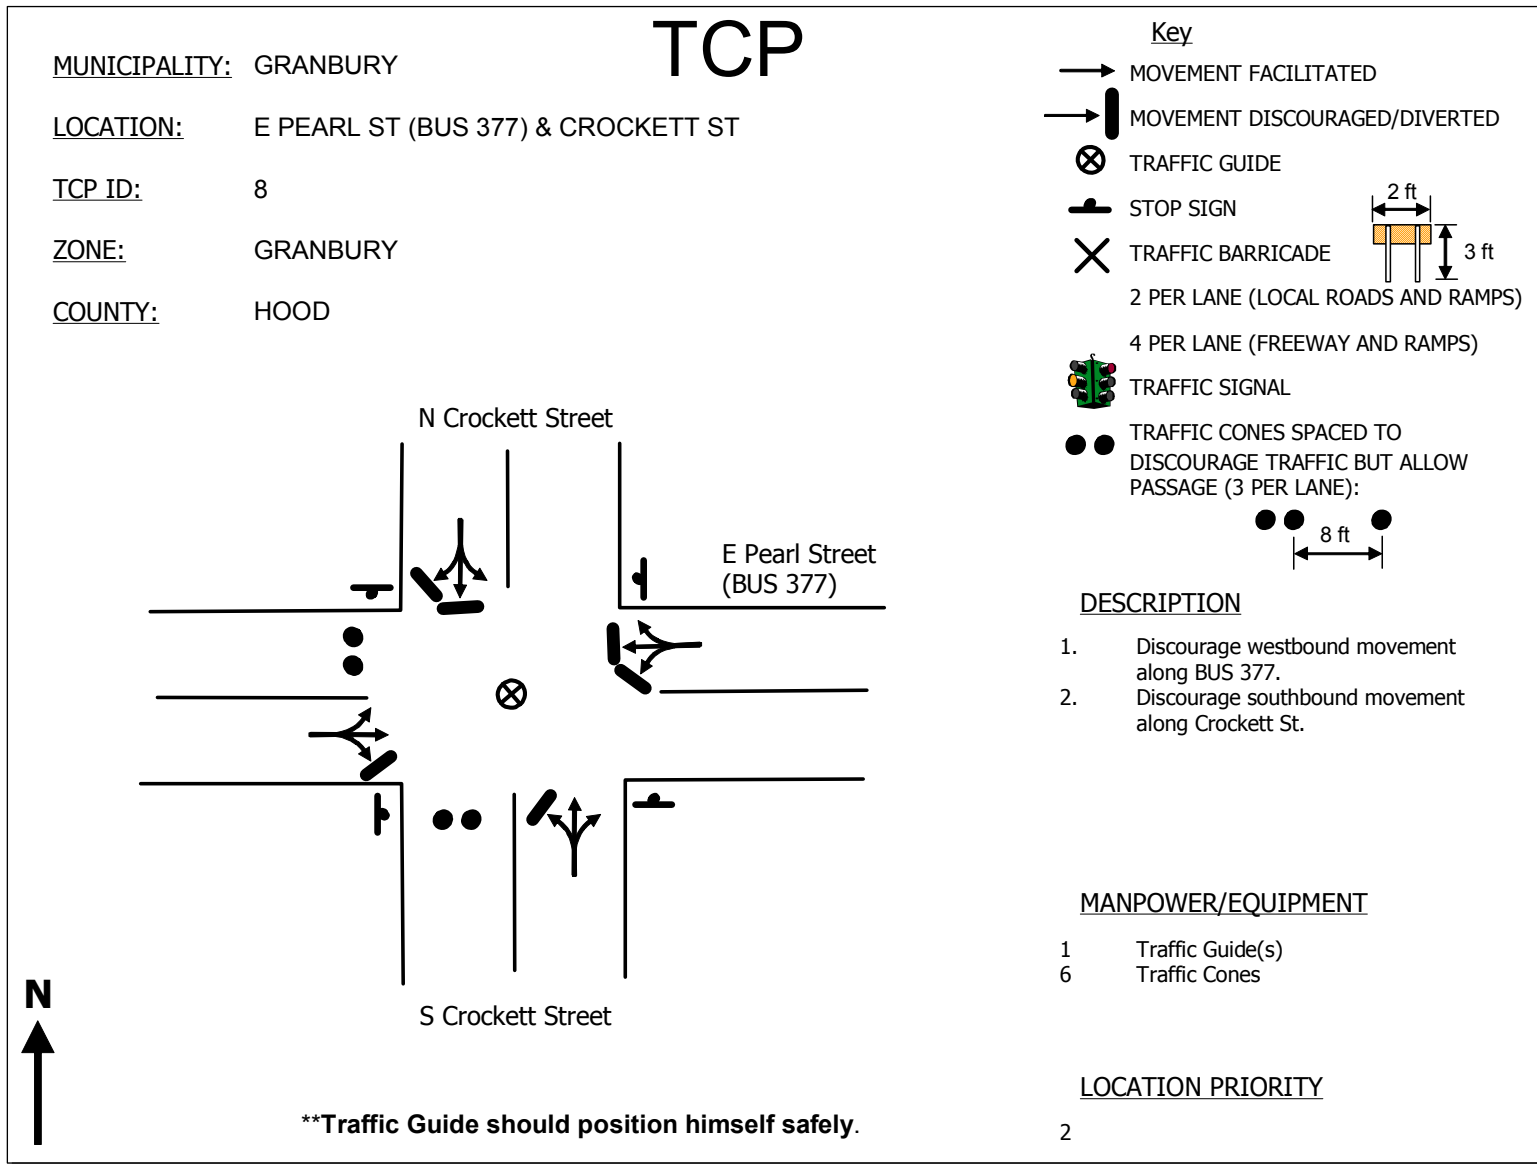 TCP
MUNICIPALITY: GRANBURY
LOCATION: E PEARL ST (BUS 377) & CROCKETT ST
TCP ID: 8
ZONE: GRANBURY
COUNTY: HOOD
Key
MOVEMENT FACILITATED
MOVEMENT DISCOURAGED/DIVERTED
TRAFFIC GUIDE
STOP SIGN
2 ft
TRAFFIC BARRICADE
3 ft
2 PER LANE (LOCAL ROADS AND RAMPS)
4 PER LANE (FREEWAY AND RAMPS)
TRAFFIC SIGNAL
TRAFFIC CONES SPACED TO
DISCOURAGE TRAFFIC BUT ALLOW
PASSAGE (3 PER LANE):
8 ft
N Crockett Street
E Pearl Street
(BUS 377)
S Crockett Street
N
**Traffic Guide should position himself safely.
DESCRIPTION
1. Discourage westbound movement
along BUS 377.
2. Discourage southbound movement
along Crockett St.
MANPOWER/EQUIPMENT
1 Traffic Guide(s)
6 Traffic Cones
LOCATION PRIORITY
2